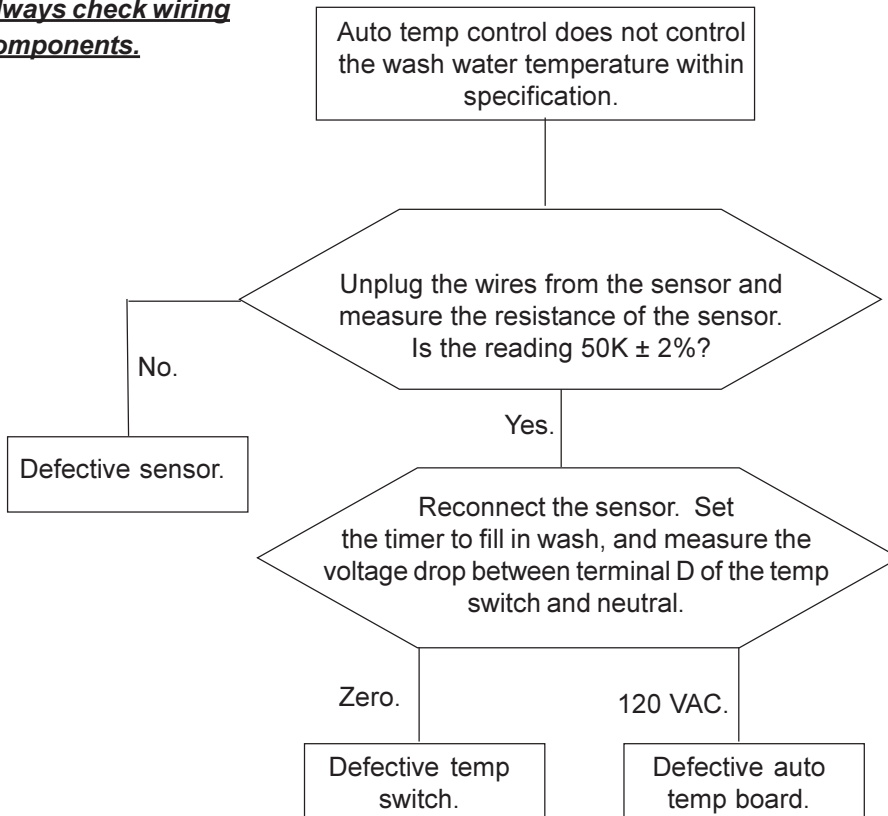 lways check wiring
omponents.
Auto temp control does not control
the wash water temperature within
specification.
Unplug the wires from the sensor and
measure the resistance of the sensor.
Is the reading 50K ± 2%?
No.
Yes.
Defective sensor.
Reconnect the sensor. Set
the timer to fill in wash, and measure the
voltage drop between terminal D of the temp
switch and neutral.
Zero.
120 VAC.
Defective temp
switch.
Defective auto
temp board.